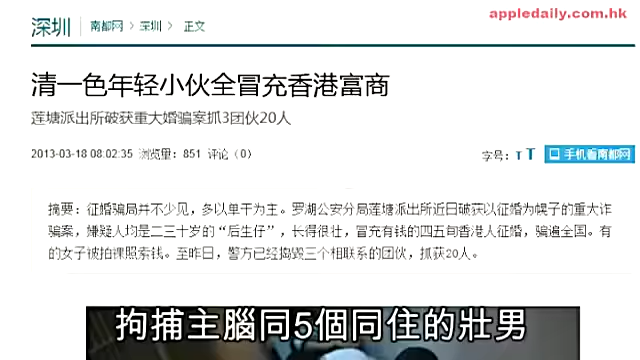 appledaily.com.hk
深圳 南都网 > 深圳 > 正文
清一色年轻小伙全冒充香港富商
莲塘派出所破获重大婚骗案抓3团伙20人
2013-03-18 08:02:35 浏览量：851 评论（0） 字号：T T 手机看南都网
摘要：征婚骗局并不少见，多以单干为主。罗湖公安分局莲塘派出所近日破获以征婚为幌子的重大诈
骗案，嫌疑人均是二三十岁的“后生仔”，长得很壮，冒充有钱的四五旬香港人征婚，骗遍全国。有
的女子被拍裸照索钱。至昨日，警方已经捣毁三个相联系的团伙，抓获20人。
拘捕主腦同5個同住的壯男